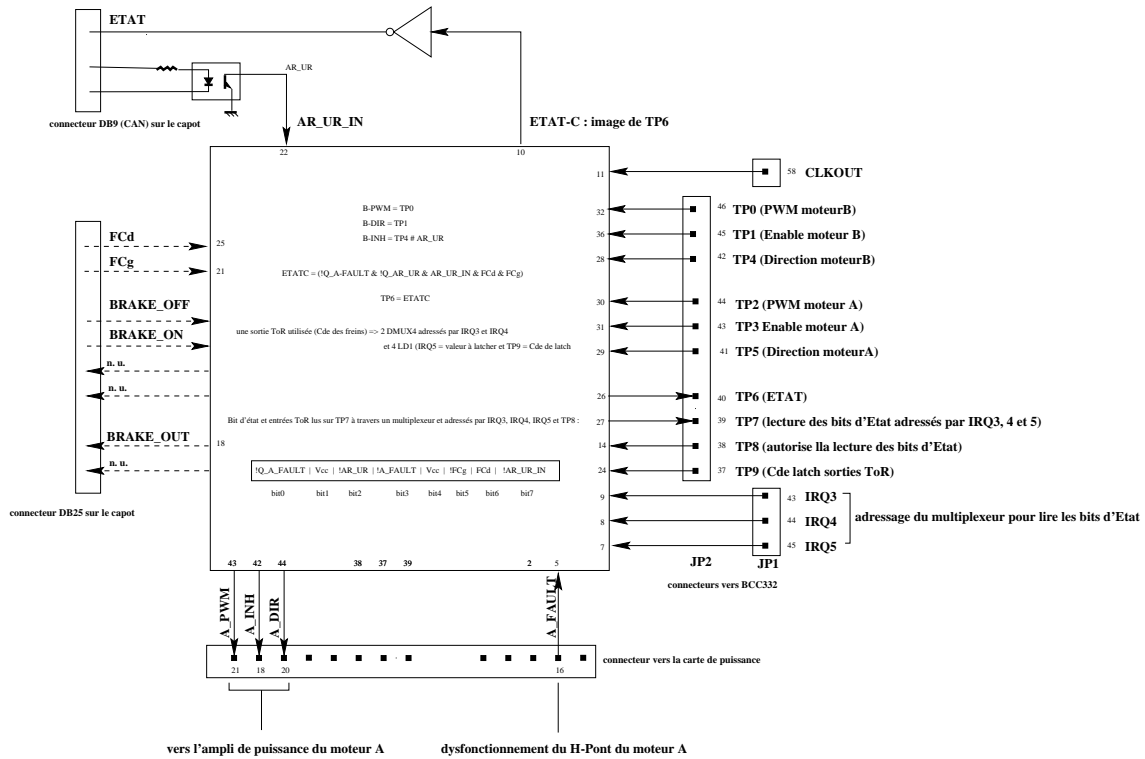 ETAT
AR_UR
connecteur DB9 (CAN) sur le capot
AR_UR_IN
ETAT-C : image de TP6
22
10
11
58
CLKOUT
B-PWM = TP0
B-DIR = TP1
B-INH = TP4 # AR_UR
ETATC = (!Q_A-FAULT & !Q_AR_UR & AR_UR_IN & FCd & FCg)
TP6 = ETATC
une sortie ToR utilisée (Cde des freins) => 2 DMUX4 adressés par IRQ3 et IRQ4
et 4 LD1 (IRQ5 = valeur à latcher et TP9 = Cde de latch
Bit d'état et entrées ToR lus sur TP7 à travers un multiplexeur et adressés par IRQ3, IRQ4, IRQ5 et TP8 :
!Q_A_FAULT | Vcc | !AR_UR | !A_FAULT | Vcc | !FCg | FCd | !AR_UR_IN
bit0 bit1 bit2 bit3 bit4 bit5 bit6 bit7
FCd
25
FCg
21
BRAKE_OFF
BRAKE_ON
n. u.
n. u.
BRAKE_OUT
18
n. u.
connecteur DB25 sur le capot
32
46
TP0 (PWM moteurB)
36
45
TP1 (Enable moteur B)
28
42
TP4 (Direction moteurB)
30
44
TP2 (PWM moteur A)
31
43
TP3 Enable moteur A)
29
41
TP5 (Direction moteurA)
26
40
TP6 (ETAT)
27
39
TP7 (lecture des bits d'Etat adressés par IRQ3, 4 et 5)
14
38
TP8 (autorise lla lecture des bits d'Etat)
24
37
TP9 (Cde latch sorties ToR)
9
43
IRQ3
8
44
IRQ4
7
45
IRQ5
adressage du multiplexeur pour lire les bits d'Etat
JP2
JP1
connecteurs vers BCC332
43 42 44 38 37 39 2 5
A_PWM
A_INH
A_DIR
A_FAULT
21 18 20 16
connecteur vers la carte de puissance
vers l'ampli de puissance du moteur A
dysfonctionnement du H-Pont du moteur A